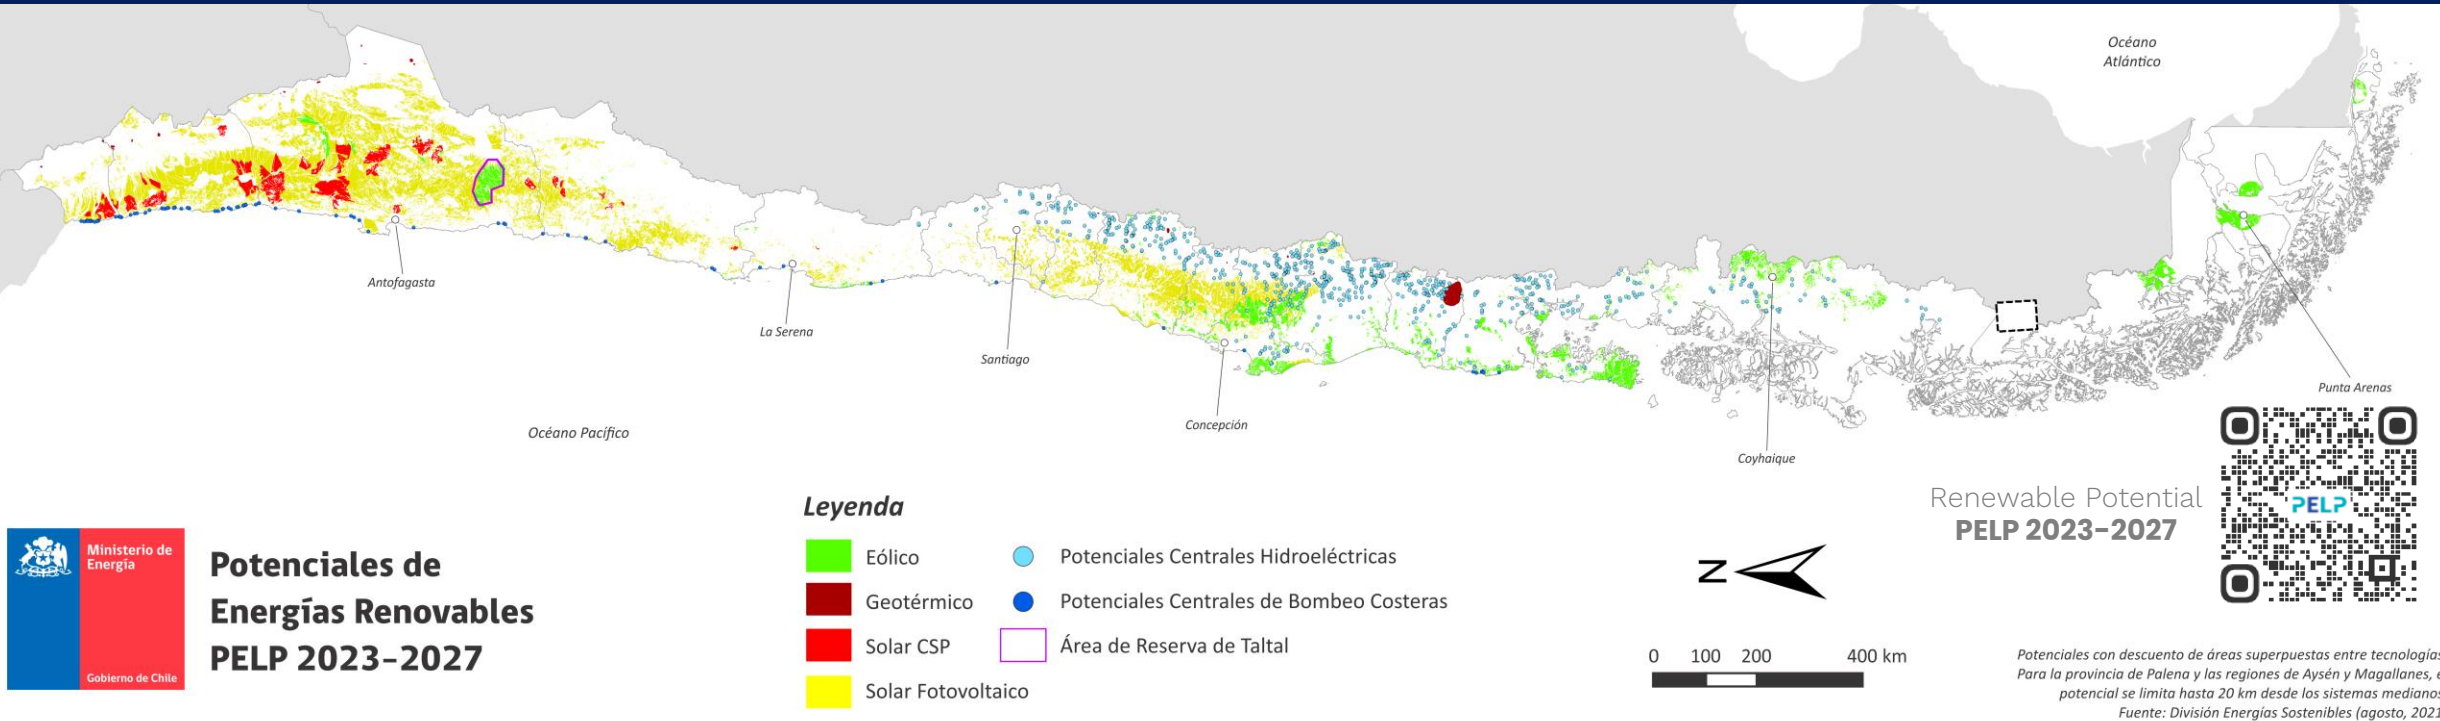 Océano
Atlántico
Antofagasta
La Serena
Santiago
Océano Pacífico
Concepción
Coyhaique
Punta Arenas
Renewable Potential
PELP 2023-2027
PELP
Ministerio de
Energía
Gobierno de Chile
Potenciales de
Energías Renovables
PELP 2023-2027
Leyenda
Eólico
Geotérmico
Solar CSP
Solar Fotovoltaico
Potenciales Centrales Hidroeléctricas
Potenciales Centrales de Bombeo Costeras
Área de Reserva de Taltal
N
0 100 200 400 km
Potenciales con descuento de áreas superpuestas entre tecnologías
Para la provincia de Palena y las regiones de Aysén y Magallanes, e
potencial se limita hasta 20 km desde los sistemas medianos
Fuente: División Energías Sostenibles (agosto, 2021